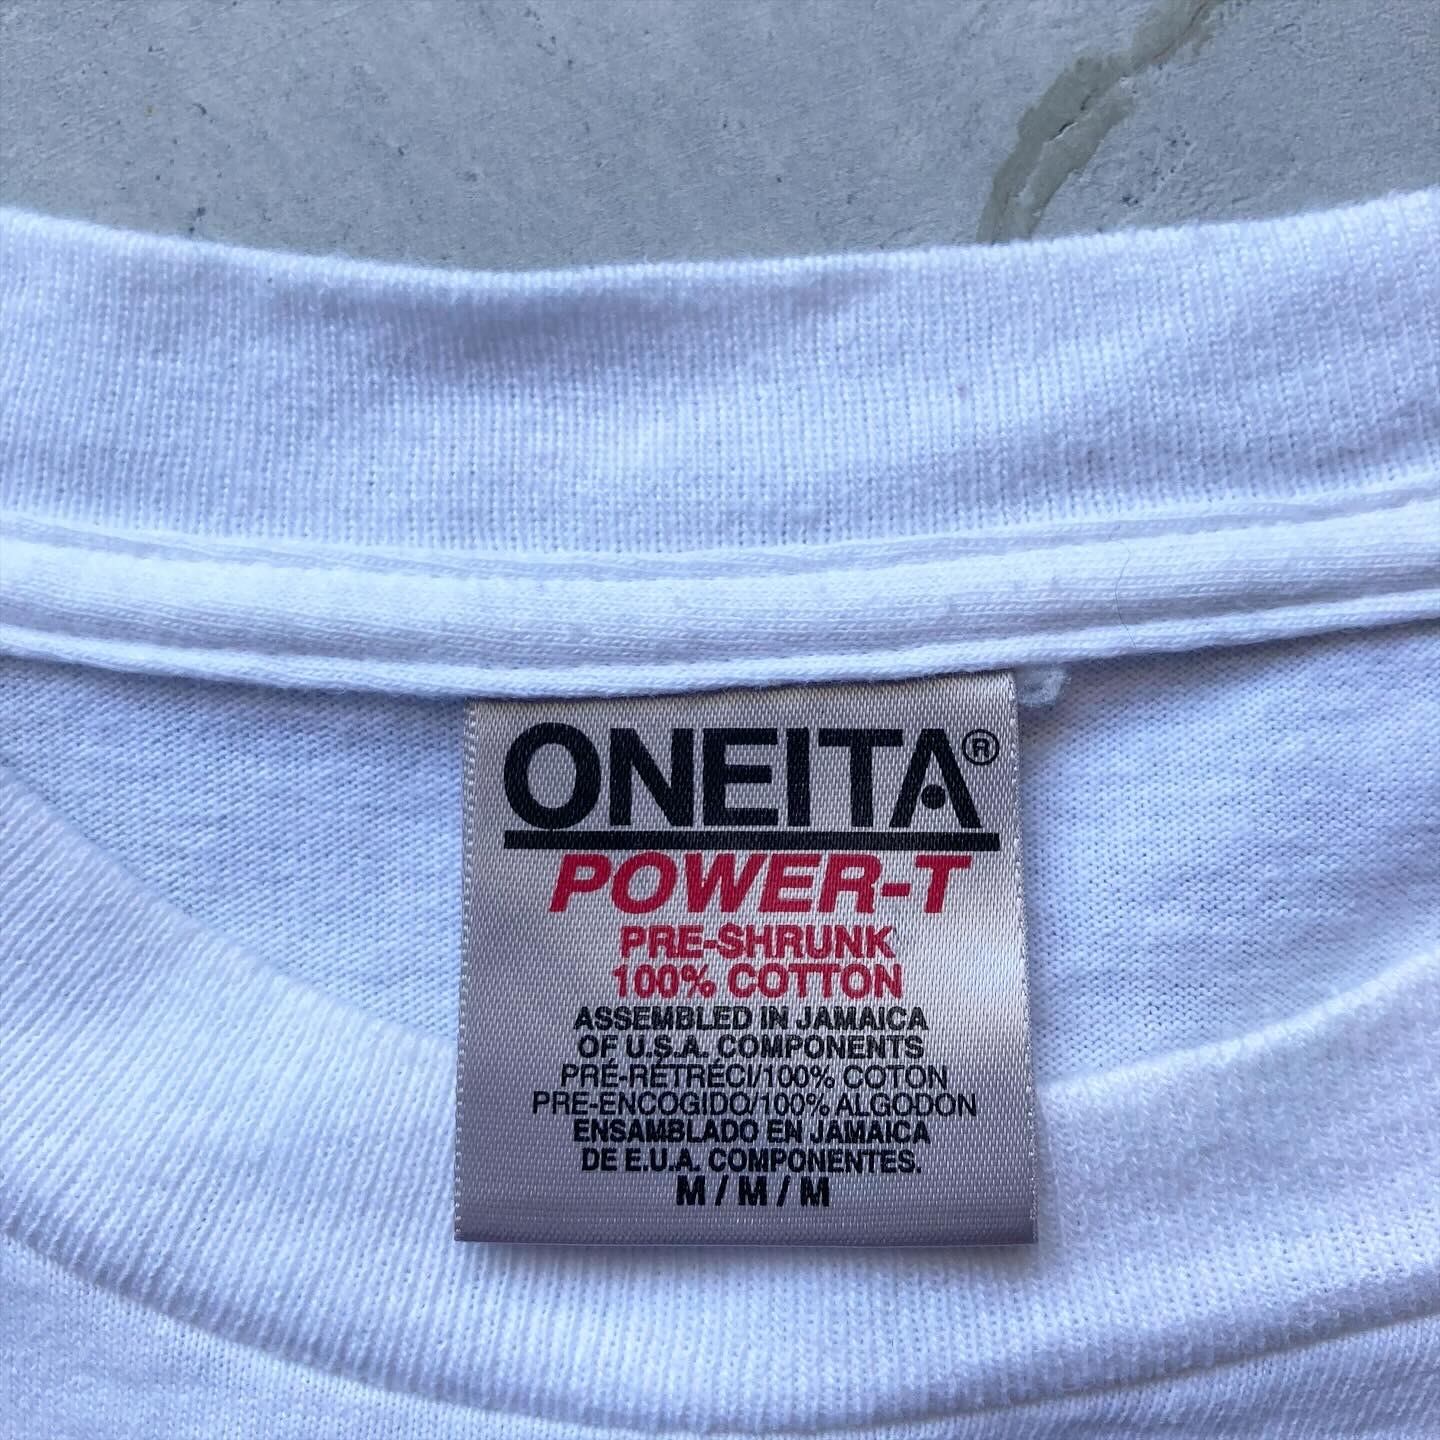 ONEITA®
POWER-T
PRE-SHRUNK
100% COTTON
ASSEMBLED IN JAMAICA
OF U.S.A. COMPONENTS
PRÉ-RÉTRÉCI/100% COTON
PRE-ENCOGIDO/100% ALGODON
ENSAMBLADO EN JAMAICA
DE E.U.A. COMPONENTES.
M / M / M